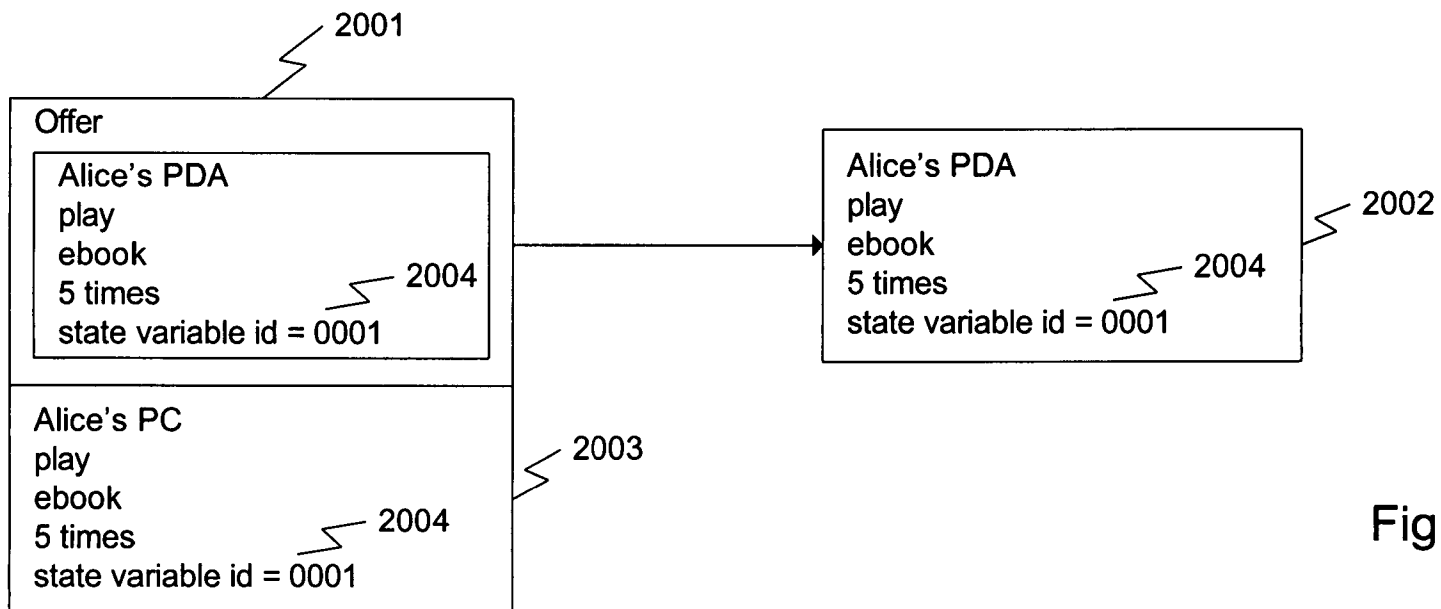 2001
Offer
Alice's PDA
play
ebook
5 times
2004
state variable id = 0001
Alice's PC
play
ebook
5 times
2004
state variable id = 0001
2003
Alice's PDA
play
ebook
5 times
2004
state variable id = 0001
2002
Fig